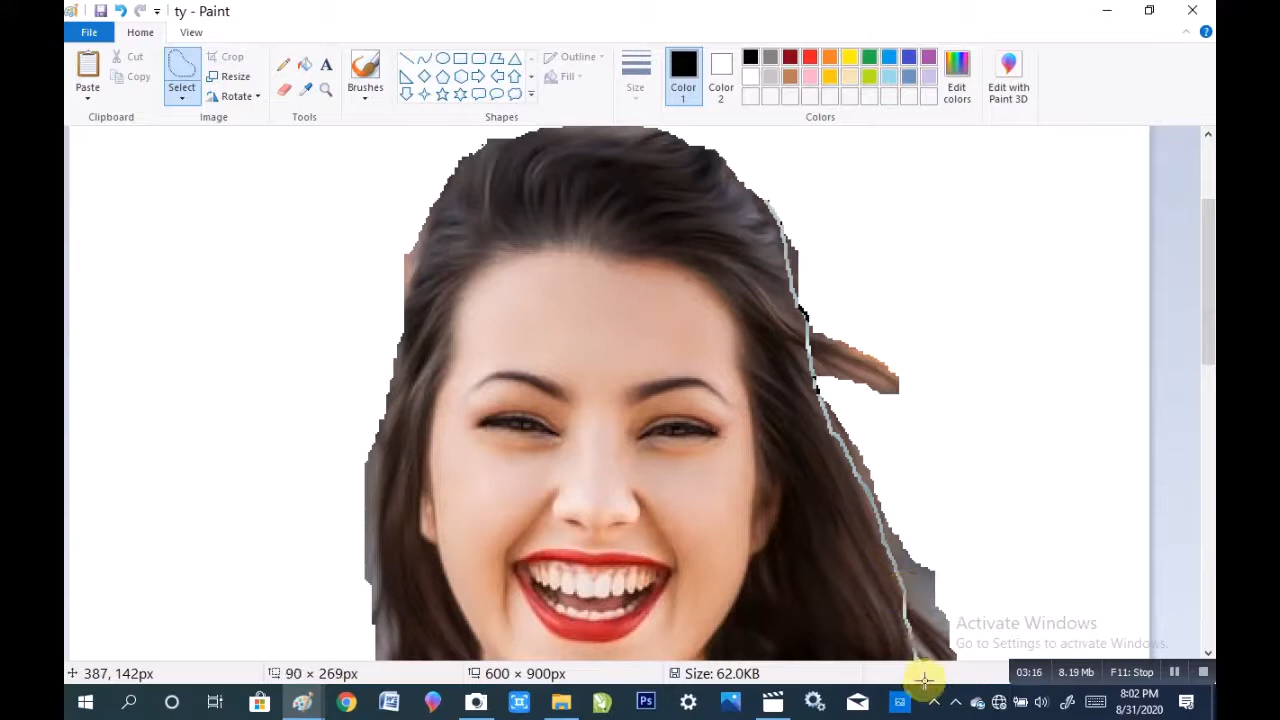 ty - Paint
File
Home
View
Paste
Cut
Copy
Clipboard
Select
Crop
Resize
Rotate
Image
A
Tools
Brushes
Outline
Fill
Shapes
Size
Color 1
Color 2
Edit colors
Edit with Paint 3D
Colors
Activate Windows
Go to Settings to activate Windows.
387, 142px
90 × 269px
600 × 900px
Size: 62.0KB
03:16
8.19 Mb
F11: Stop
Ps
8:02 PM
8/31/2020